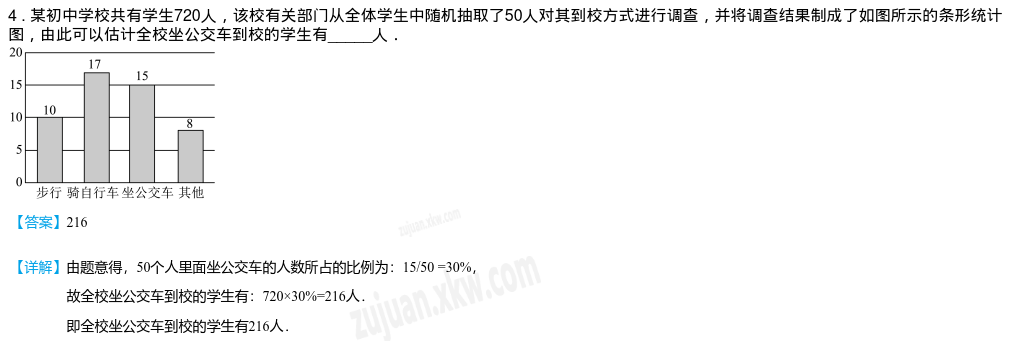 4．某初中学校共有学生720人，该校有关部门从全体学生中随机抽取了50人对其到校方式进行调查，并将调查结果制成了如图所示的条形统计
图，由此可以估计全校坐公交车到校的学生有______人．
20
15
10
5
0
10
17
15
8
步行 骑自行车 坐公交车 其他
【答案】216
zujuan.xkw.com
【详解】由题意得，50个人里面坐公交车的人数所占的比例为：15/50 =30%，
故全校坐公交车到校的学生有：720×30%=216人．
即全校坐公交车到校的学生有216人．
zujuan.xkw.com